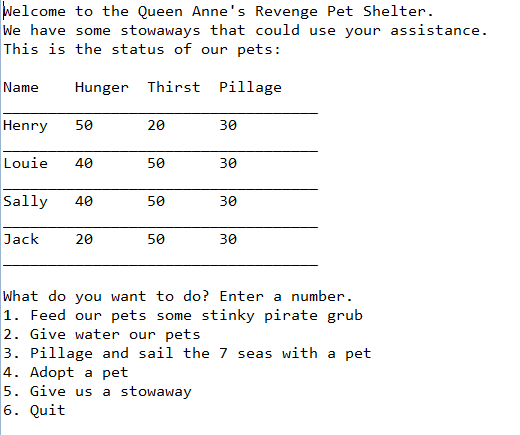 Welcome to the Queen Anne's Revenge Pet Shelter.
We have some stowaways that could use your assistance.
This is the status of our pets:
Name Hunger Thirst Pillage
Henry 50 20 30
Louie 40 50 30
Sally 40 50 30
Jack 20 50 30
What do you want to do? Enter a number.
1. Feed our pets some stinky pirate grub
2. Give water our pets
3. Pillage and sail the 7 seas with a pet
4. Adopt a pet
5. Give us a stowaway
6. Quit